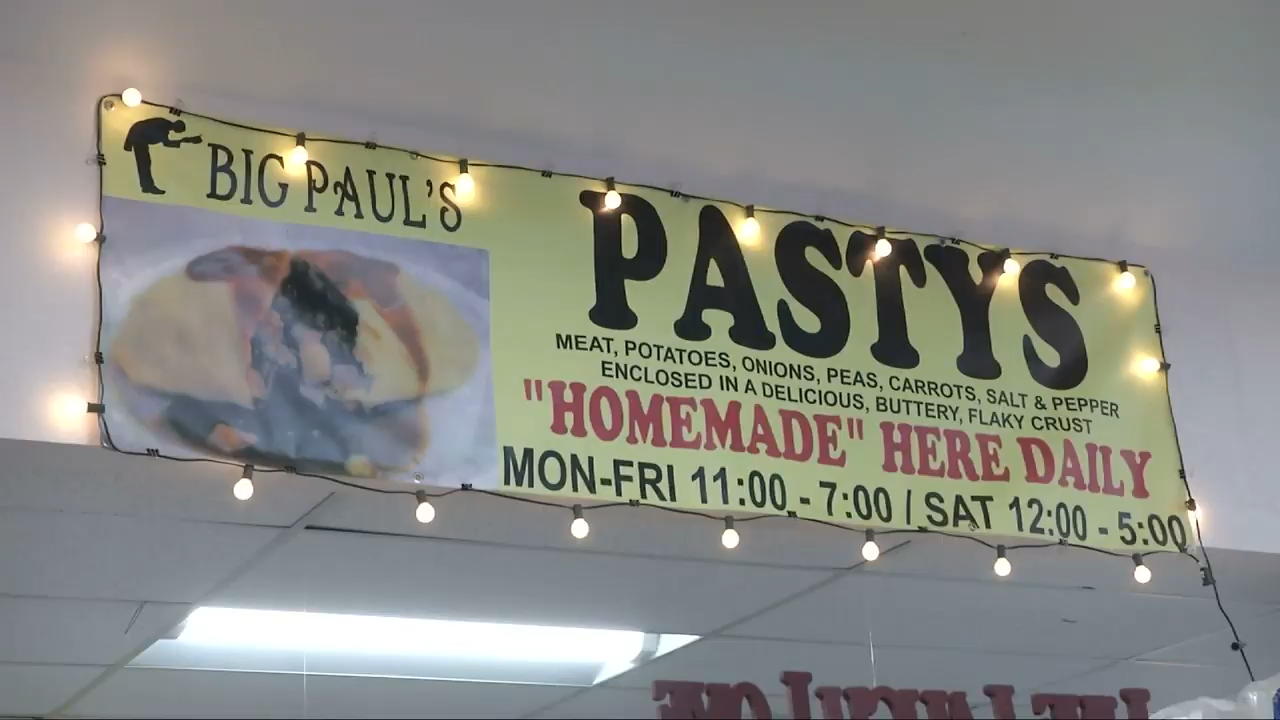 BIG PAUL'S
PASTYS
MEAT, POTATOES, ONIONS, PEAS, CARROTS, SALT & PEPPER
ENCLOSED IN A DELICIOUS, BUTTERY, FLAKY CRUST
"HOMEMADE" HERE DAILY
MON-FRI 11:00 - 7:00 / SAT 12:00 - 5:00